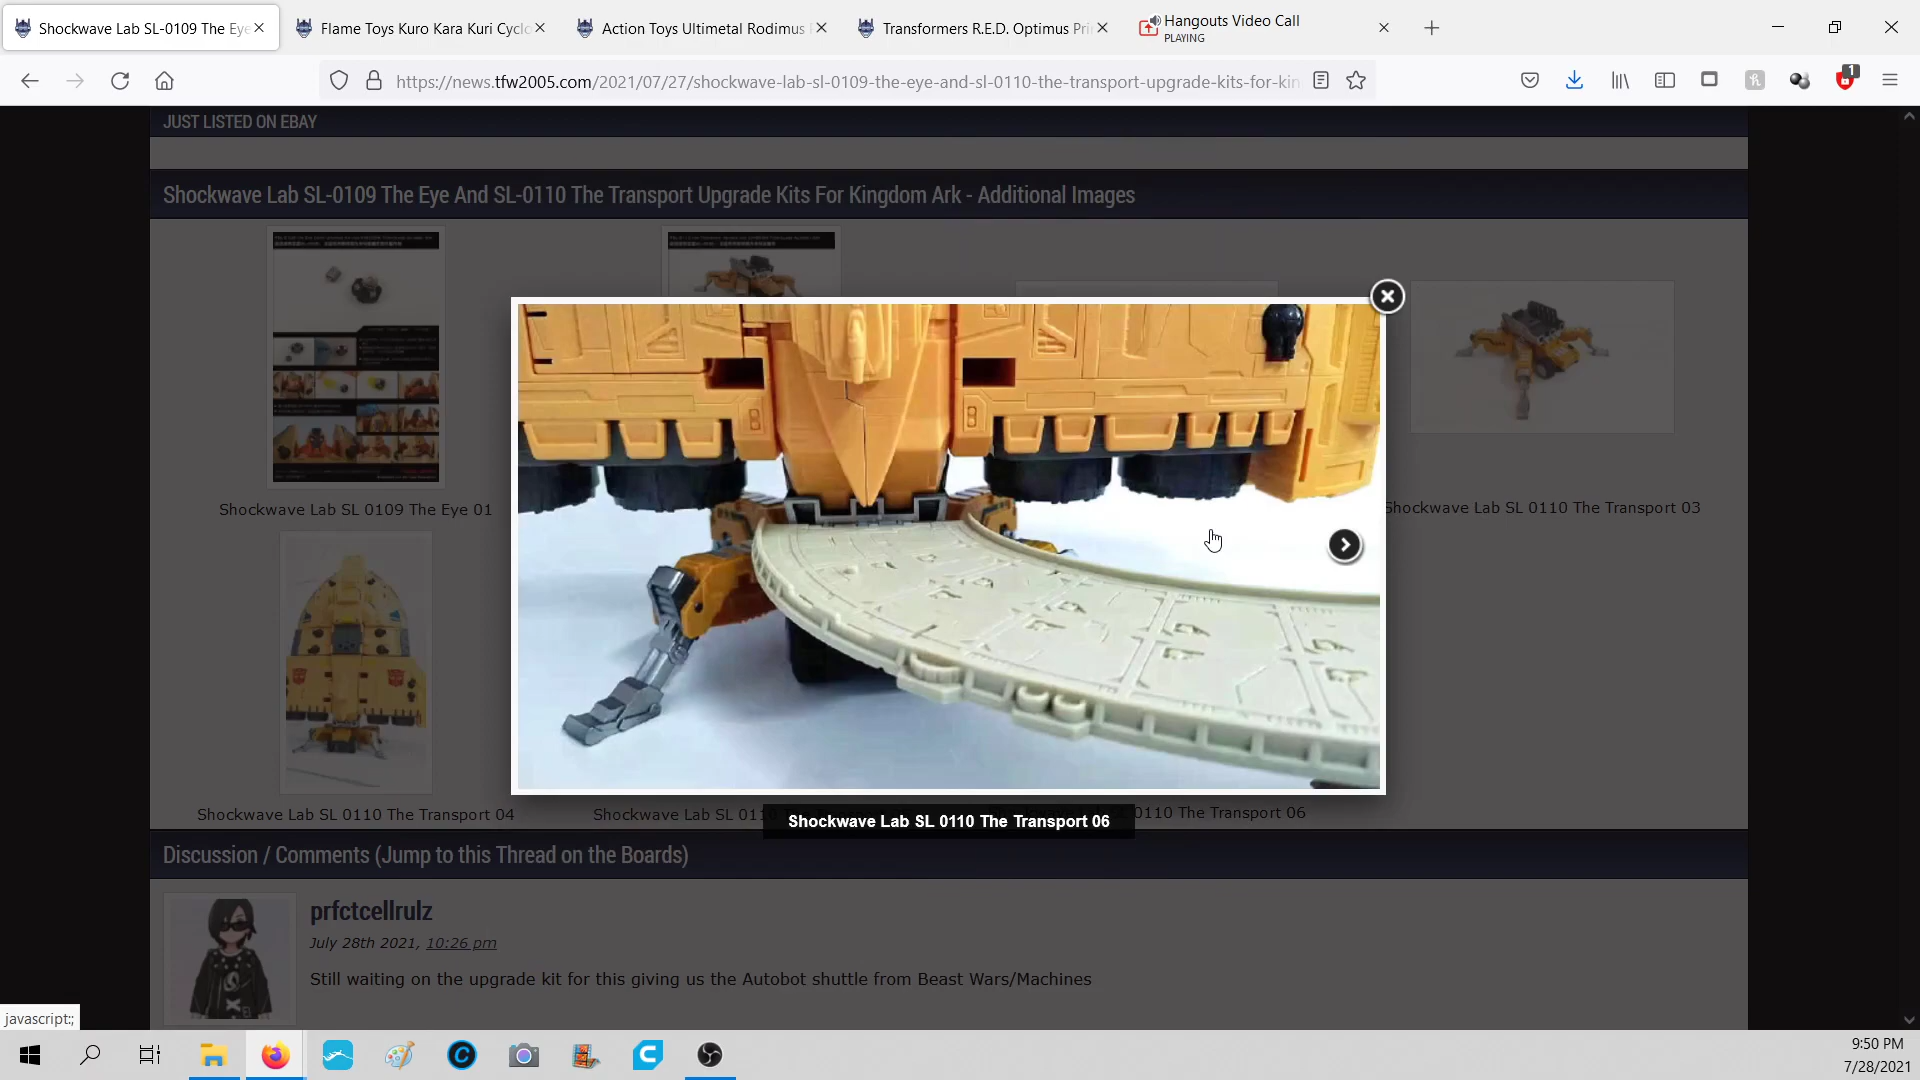 Shockwave Lab SL-0109 The Eye
Flame Toys Kuro Kara Kuri Cyclo
Action Toys Ultimetal Rodimus
Transformers R.E.D. Optimus Pri
Hangouts Video Call
PLAYING
https://news.tfw2005.com/2021/07/27/shockwave-lab-sl-0109-the-eye-and-sl-0110-the-transport-upgrade-kits-for-kin
1
JUST LISTED ON EBAY
Shockwave Lab SL-0109 The Eye And SL-0110 The Transport Upgrade Kits For Kingdom Ark - Additional Images
Shockwave Lab SL 0109 The Eye 01
Shockwave Lab SL 0110 The Transport 03
Shockwave Lab SL 0110 The Transport 04
Shockwave Lab SL 0110 The Transport 06
Shockwave Lab SL 0110 The Transport 06
Discussion / Comments (Jump to this Thread on the Boards)
prfctcellrulz
July 28th 2021, 10:26 pm
Still waiting on the upgrade kit for this giving us the Autobot shuttle from Beast Wars/Machines
javascript:;
9:50 PM
7/28/2021